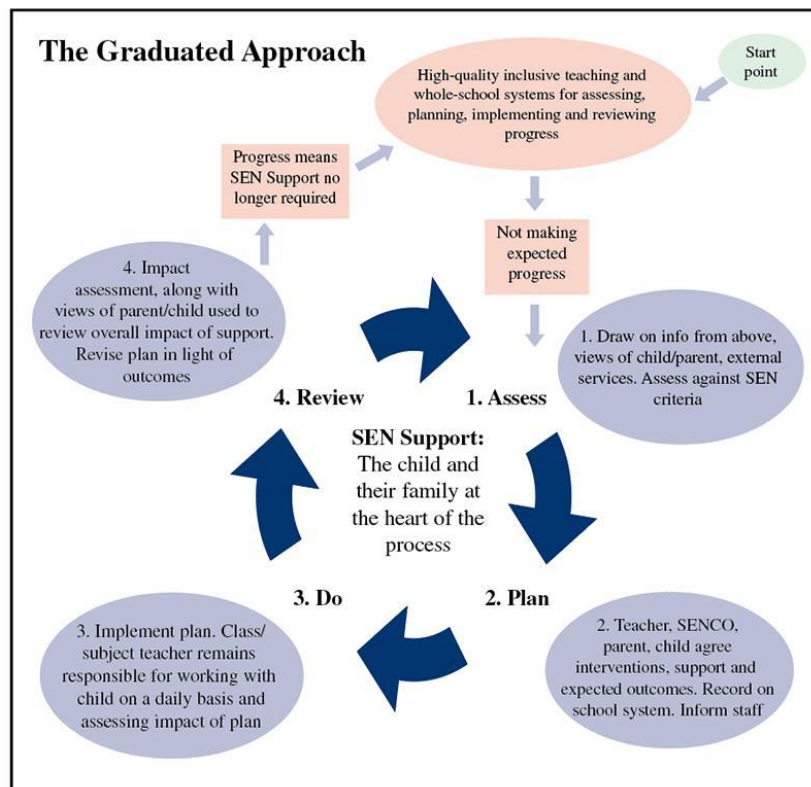 The Graduated Approach
Start
point
High-quality inclusive teaching and
whole-school systems for assessing,
planning, implementing and reviewing
progress
Progress means
SEN Support no
longer required
Not making
expected
progress
4. Impact
assessment, along with
views of parent/child used to
review overall impact of support.
Revise plan in light of
outcomes
1. Draw on info from above,
views of child/parent, external
services. Assess against SEN
criteria
4. Review
1. Assess
SEN Support:
The child and
their family at
the heart of the
process
3. Do
2. Plan
3. Implement plan. Class/
subject teacher remains
responsible for working with
child on a daily basis and
assessing impact of plan
2. Teacher, SENCO,
parent, child agree
interventions, support and
expected outcomes. Record on
school system. Inform staff